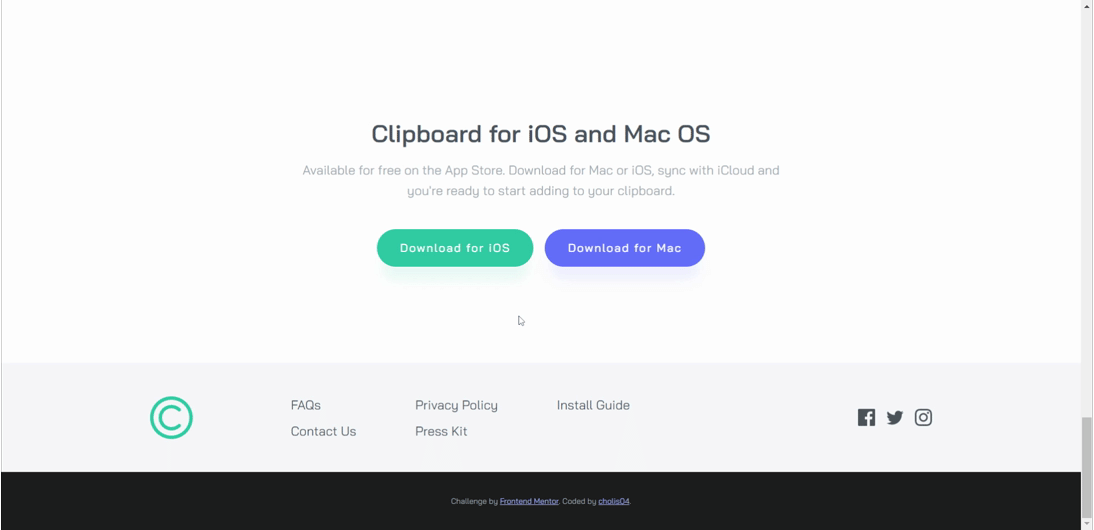 Clipboard for iOS and Mac OS
Available for free on the App Store. Download for Mac or iOS, sync with iCloud and
you're ready to start adding to your clipboard.
Download for iOS
Download for Mac
FAQs
Contact Us
Privacy Policy
Press Kit
Install Guide
Challenge by Frontend Mentor. Coded by cholis04.